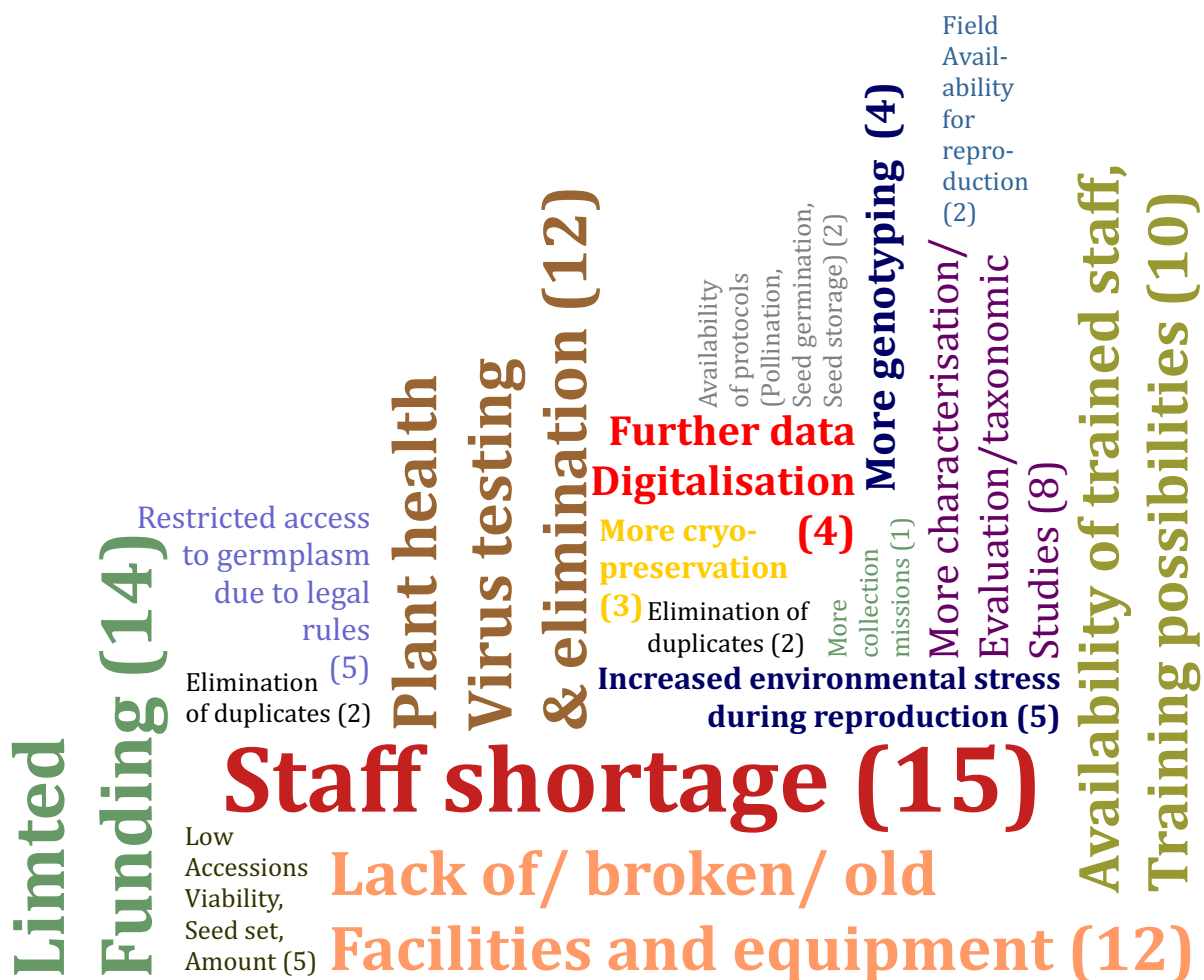 Limted
Funding (14)
Restricted access
to germplasm
due to legal
rules
(5)
Elimination
of duplicates (2)
Plant health
Virus testing
& elimination (12)
Availability
of protocols
(Pollination,
Seed germination,
Seed storage) (2)
Further data
Digitalisation
(4)
More cryo-
preservation
(3)
Elimination of
duplicates (2)
More genotyping (4)
More
collection
missions (1)
Field
Avail-
ability
for
repro-
duction
(2)
More characterisation/
Evaluation/taxonomic
Studies (8)
Increased environmental stress
during reproduction (5)
Availability of trained staff,
Training possibilities (10)
Staff shortage (15)
Low
Accessions
Viability,
Seed set,
Amount (5)
Lack of/ broken/ old
Facilities and equipment (12)